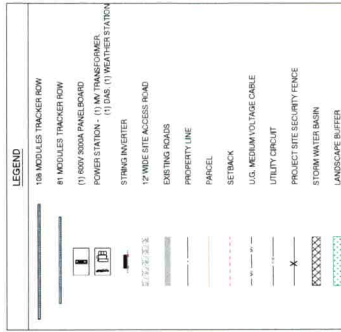 LEGEND
108 MODULES TRACKER ROW
81 MODULES TRACKER ROW
(1) 600V 3000A PANELBOARD
POWER STATION - (1) MV TRANSFORMER,
(1) DAS, (1) WEATHER STATION
STRING INVERTER
12' WIDE SITE ACCESS ROAD
EXISTING ROADS
PROPERTY LINE
PARCEL
SETBACK
U.G. MEDIUM VOLTAGE CABLE
UTILITY CIRCUIT
PROJECT SITE SECURITY FENCE
STORM WATER BASIN
LANDSCAPE BUFFER